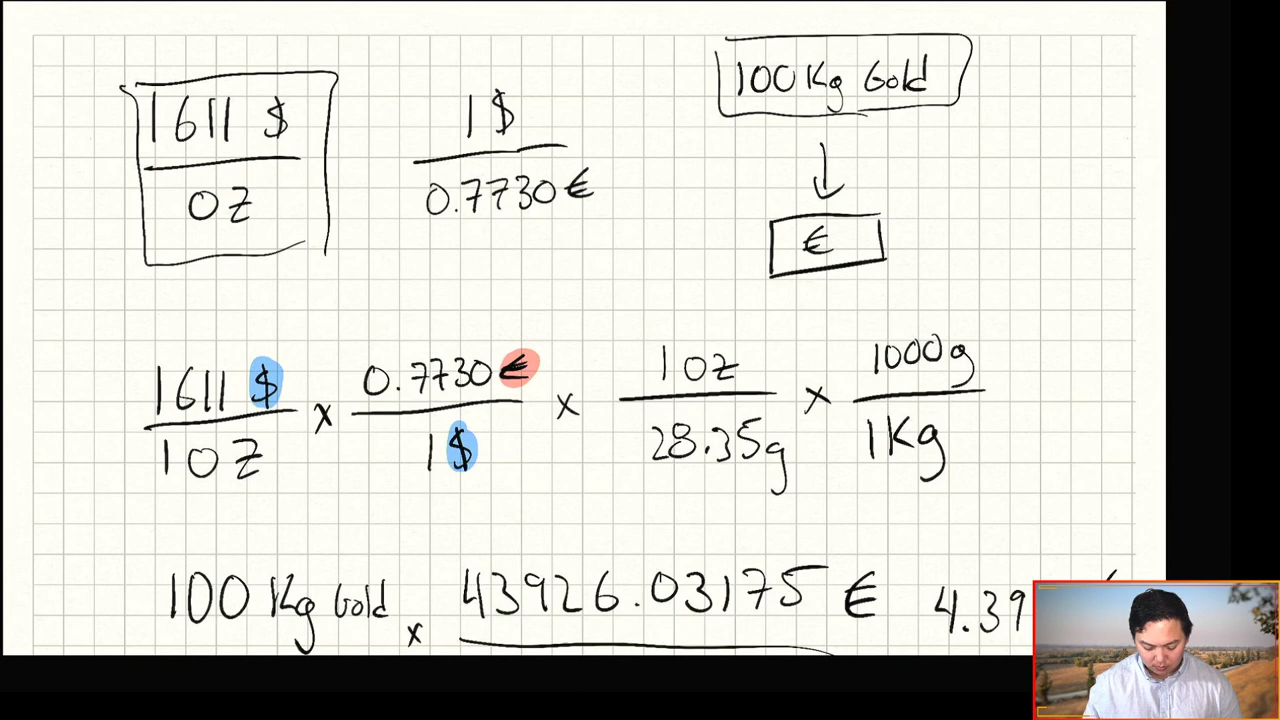 1611 $
oz
1 $
0.7730 €
100 Kg Gold
€
1611 $
1 oz
x
0.7730 €
1 $
x
1 oz
28.35g
x
1000g
1Kg
100 Kg Gold x 43926.03175 € 4.39